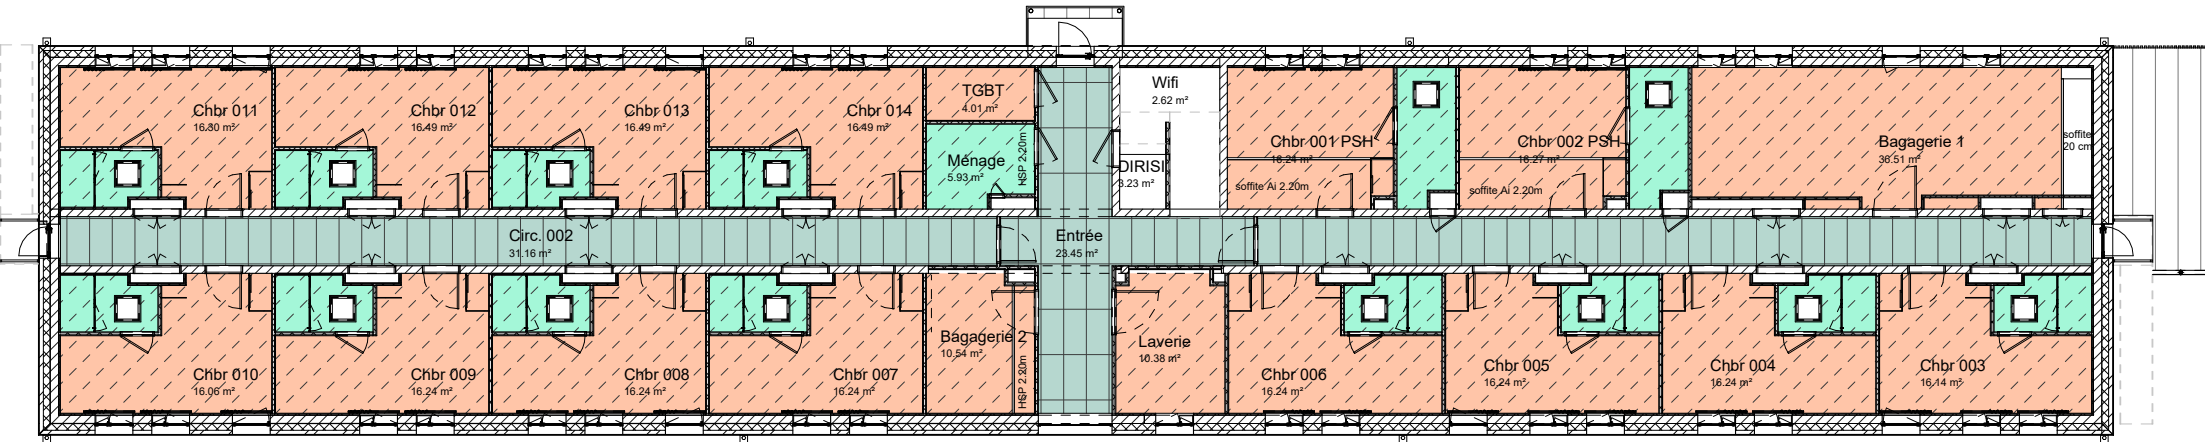 Chbr 011
16.30 m²
Chbr 012
16.49 m²
Chbr 013
16.49 m²
Chbr 014
16.49 m²
TGBT
4.01 m²
Ménage
5.93 m²
HSP 2.20m
Wifi
2.62 m²
DIRISI
3.23 m²
Chbr 001 PSH
16.24 m²
soffite Ai 2.20m
Chbr 002 PSH
16.27 m²
soffite Ai 2.20m
Bagagerie 1
36.51 m²
soffite
20 cm
Circ. 002
31.16 m²
Entrée
23.45 m²
Chbr 010
16.06 m²
Chbr 009
16.24 m²
Chbr 008
16.24 m²
Chbr 007
16.24 m²
Bagagerie 2
10.54 m²
HSP 2.20m
Laverie
10.38 m²
Chbr 006
16.24 m²
Chbr 005
16.24 m²
Chbr 004
16.24 m²
Chbr 003
16.14 m²